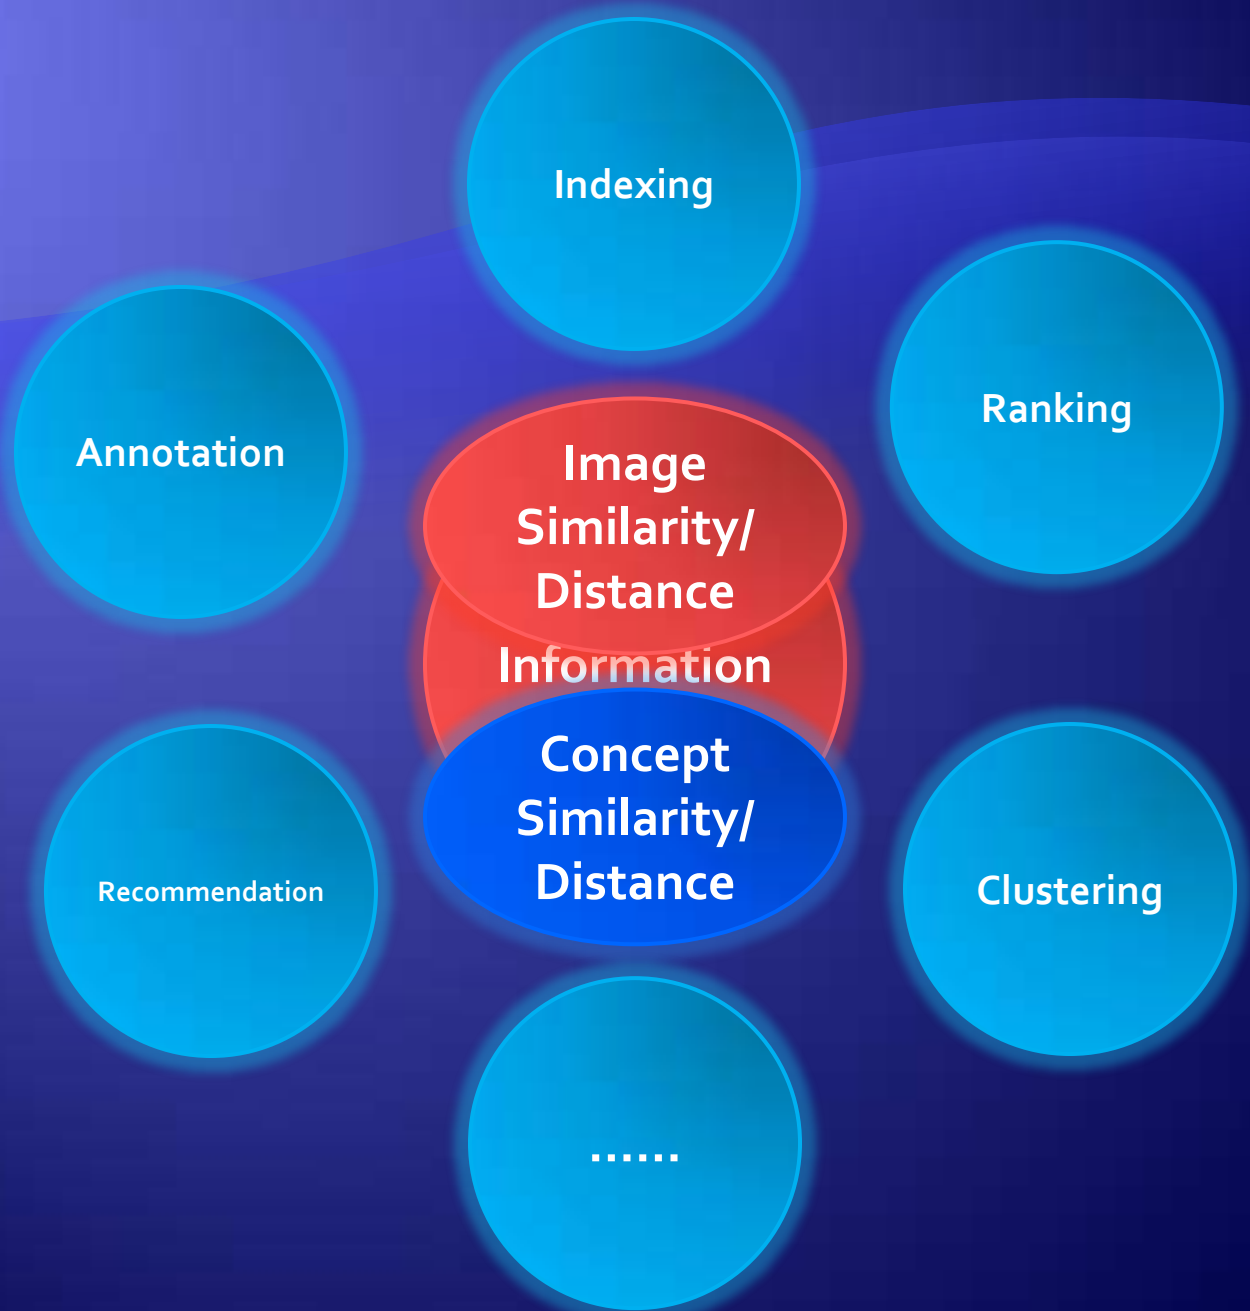 Indexing
Ranking
Annotation
Image
Similarity/
Distance
Information
Concept
Similarity/
Distance
Recommendation
Clustering
......